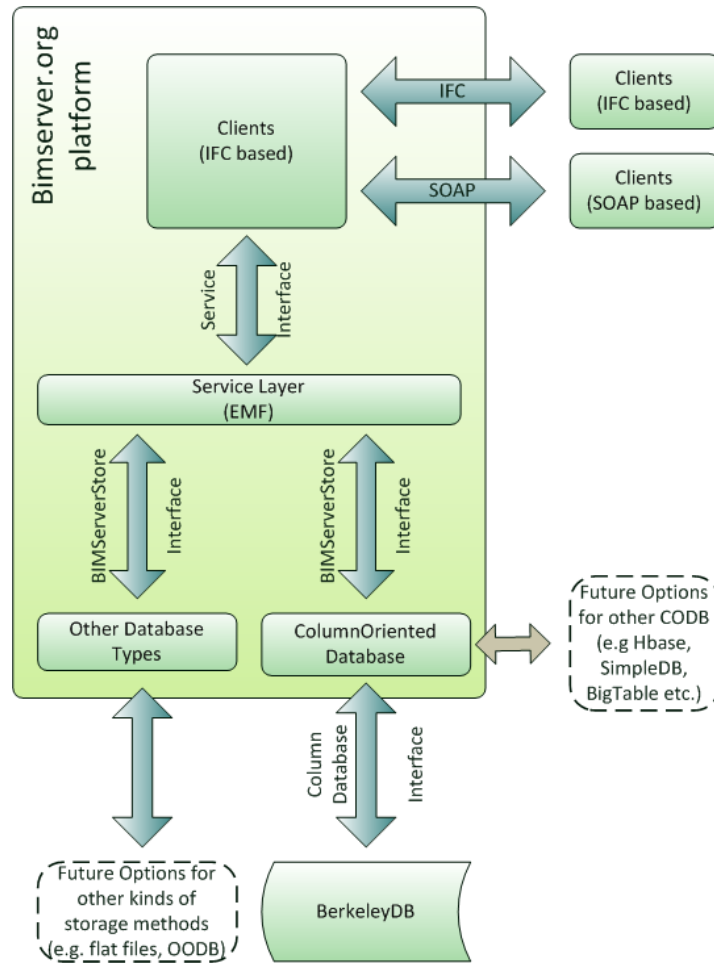 Bimserver.org
platform
Clients
(IFC based)
IFC
Clients
(IFC based)
SOAP
Clients
(SOAP based)
Service
Interface
Service Layer
(EMF)
BIMServerStore
Interface
BIMServerStore
Interface
Other Database
Types
ColumnOriented
Database
Future Options
for other CODB
(e.g Hbase,
SimpleDB,
BigTable etc.)
Column
Database
Interface
Future Options for
other kinds of
storage methods
(e.g. flat files, OODB)
BerkeleyDB